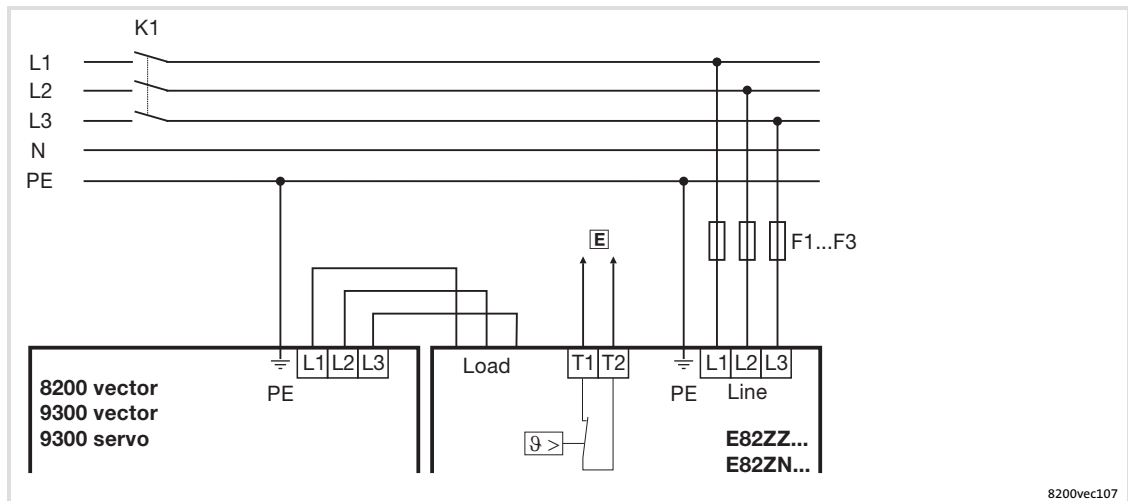 K1
L1
L2
L3
N
PE
E
F1...F3
L1 L2 L3
Load
T1 T2
L1 L2 L3
PE
PE
Line
8200 vector
9300 vector
9300 servo
ϑ >
E82ZZ...
E82ZN...
8200vec107